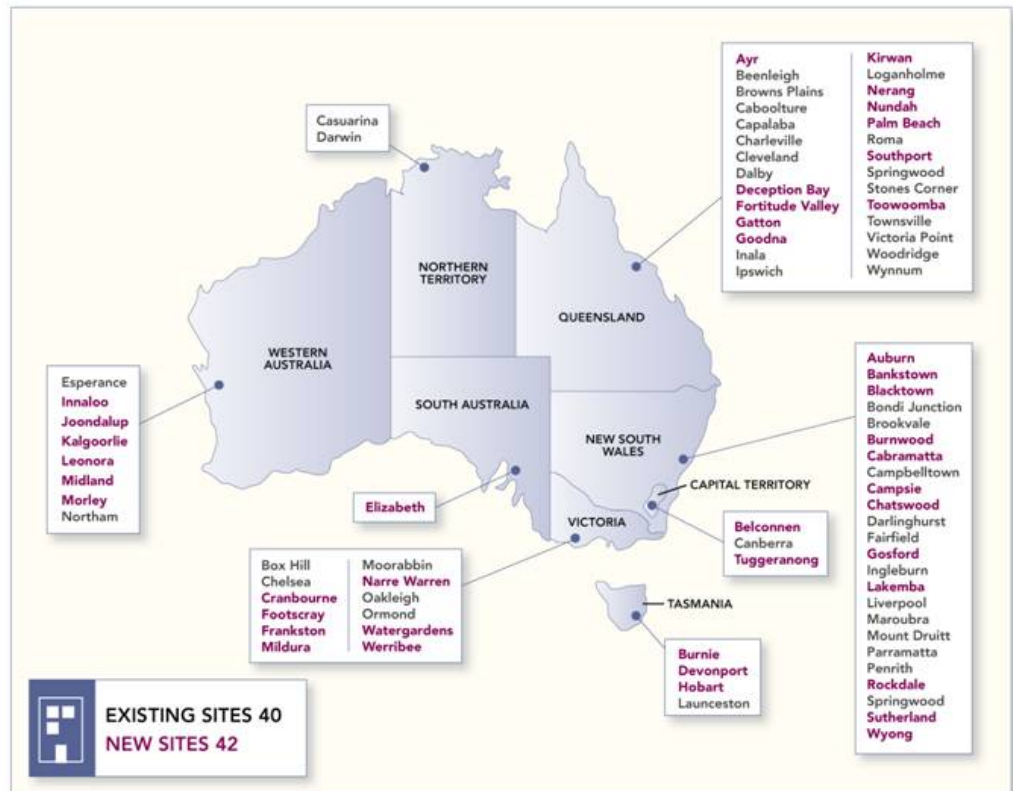 Casuarina
Darwin
Ayr
Beenleigh
Browns Plains
Caboolture
Capalaba
Charleville
Cleveland
Dalby
Deception Bay
Fortitude Valley
Gatton
Goodna
Inala
Ipswich
Kirwan
Loganholme
Nerang
Nundah
Palm Beach
Roma
Southport
Springwood
Stones Corner
Toowoomba
Townsville
Victoria Point
Woodridge
Wynnum
NORTHERN
TERRITORY
QUEENSLAND
WESTERN
AUSTRALIA
SOUTH AUSTRALIA
NEW SOUTH
WALES
CAPITAL TERRITORY
VICTORIA
TASMANIA
Esperance
Innaloo
Joondalup
Kalgoorlie
Leonora
Midland
Morley
Northam
Elizabeth
Auburn
Bankstown
Blacktown
Bondi Junction
Brookvale
Burnwood
Cabramatta
Campbelltown
Campsie
Chatswood
Darlinghurst
Fairfield
Gosford
Ingleburn
Lakemba
Liverpool
Maroubra
Mount Druitt
Parramatta
Penrith
Rockdale
Springwood
Sutherland
Wyong
Belconnen
Canberra
Tuggeranong
Box Hill
Chelsea
Cranbourne
Footscray
Frankston
Mildura
Moorabbin
Narre Warren
Oakleigh
Ormond
Watergardens
Werribee
Burnie
Devonport
Hobart
Launceston
EXISTING SITES 40
NEW SITES 42